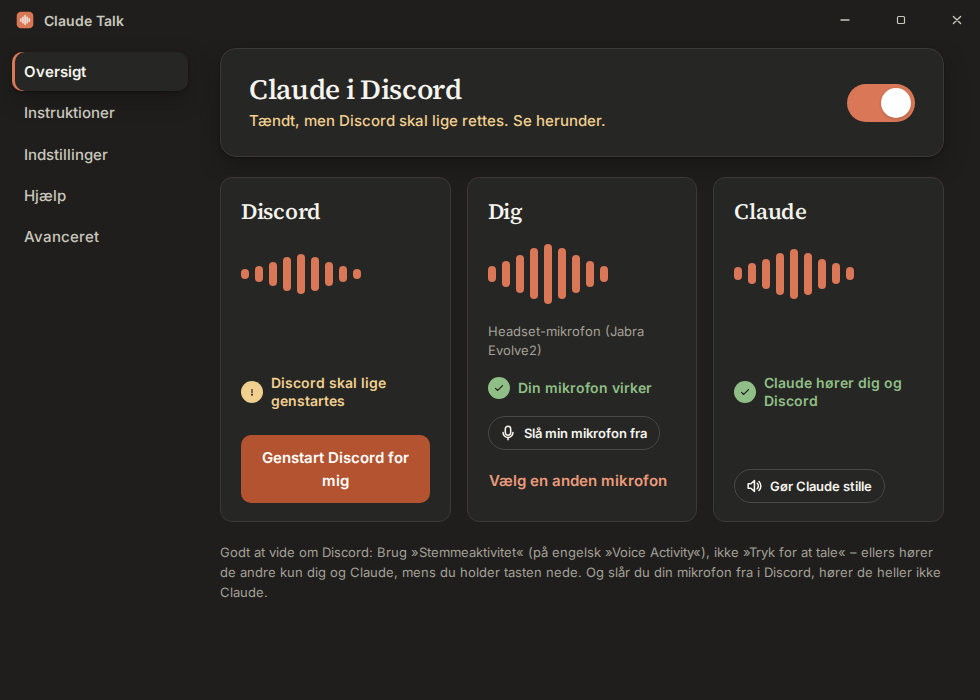 Claude Talk
Oversigt
Instruktioner
Indstillinger
Hjælp
Avanceret
Claude i Discord
Tændt, men Discord skal lige rettes. Se herunder.
Discord
Discord skal lige
genstartes
Genstart Discord for
mig
Dig
Headset-mikrofon (Jabra
Evolve2)
Din mikrofon virker
Slå min mikrofon fra
Vælg en anden mikrofon
Claude
Claude hører dig og
Discord
Gør Claude stille
Godt at vide om Discord: Brug »Stemmeaktivitet« (på engelsk »Voice Activity«), ikke »Tryk for at tale« – ellers hører
de andre kun dig og Claude, mens du holder tasten nede. Og slår du din mikrofon fra i Discord, hører de heller ikke
Claude.